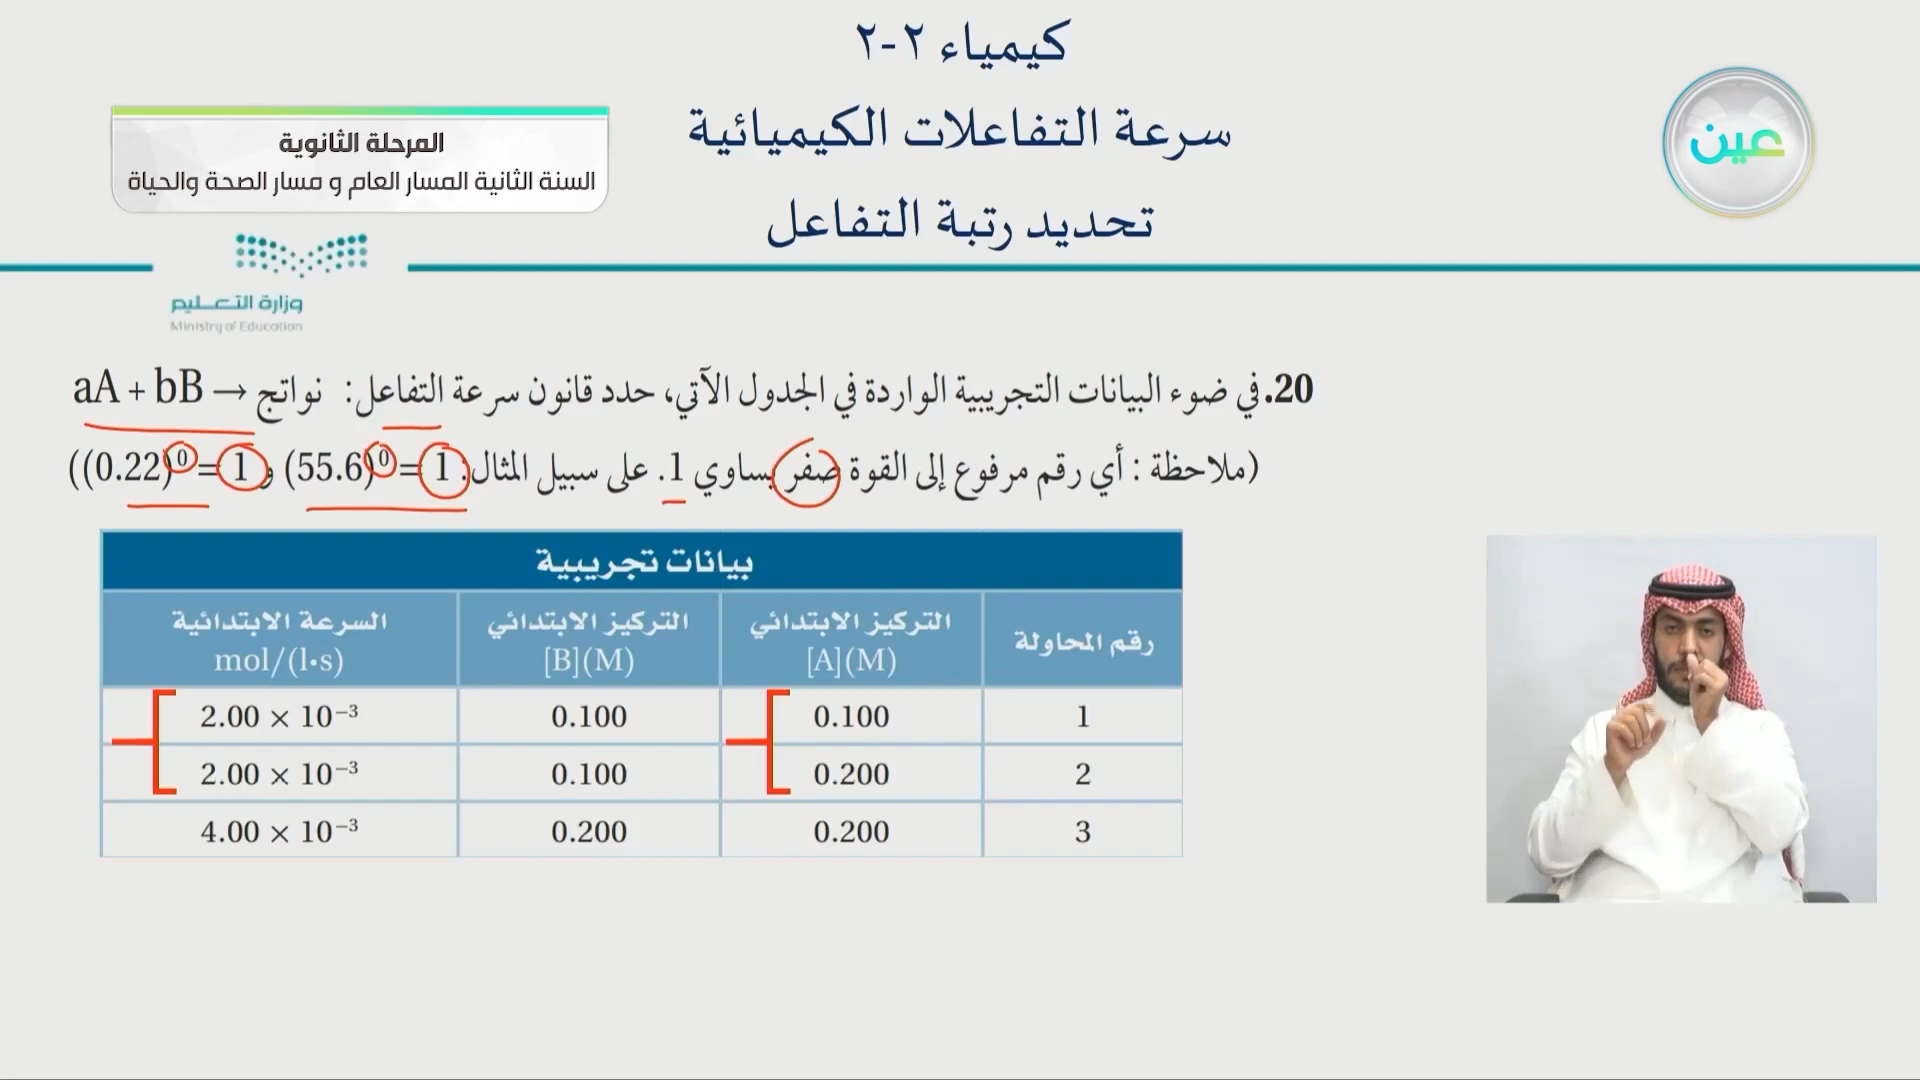 كيمياء ٢-٢
سرعة التفاعلات الكيميائية
تحديد رتبة التفاعل
عين
المرحلة الثانوية
السنة الثانية المسار العام و مسار الصحة والحياة
وزارة التعليم
Ministry of Education
20. في ضوء البيانات التجريبية الواردة في الجدول الآتي، حدد قانون سرعة التفاعل: نواتج → aA + bB
(ملاحظة : أي رقم مرفوع إلى القوة صفر يساوي 1. على سبيل المثال: 1 = (55.6)⁰ و 1 = (0.22)⁰)
بيانات تجريبية
رقم المحاولة التركيز الابتدائي [A](M) التركيز الابتدائي [B](M) السرعة الابتدائية mol/(l•s)
1 0.100 0.100 2.00 × 10⁻³
2 0.200 0.100 2.00 × 10⁻³
3 0.200 0.200 4.00 × 10⁻³